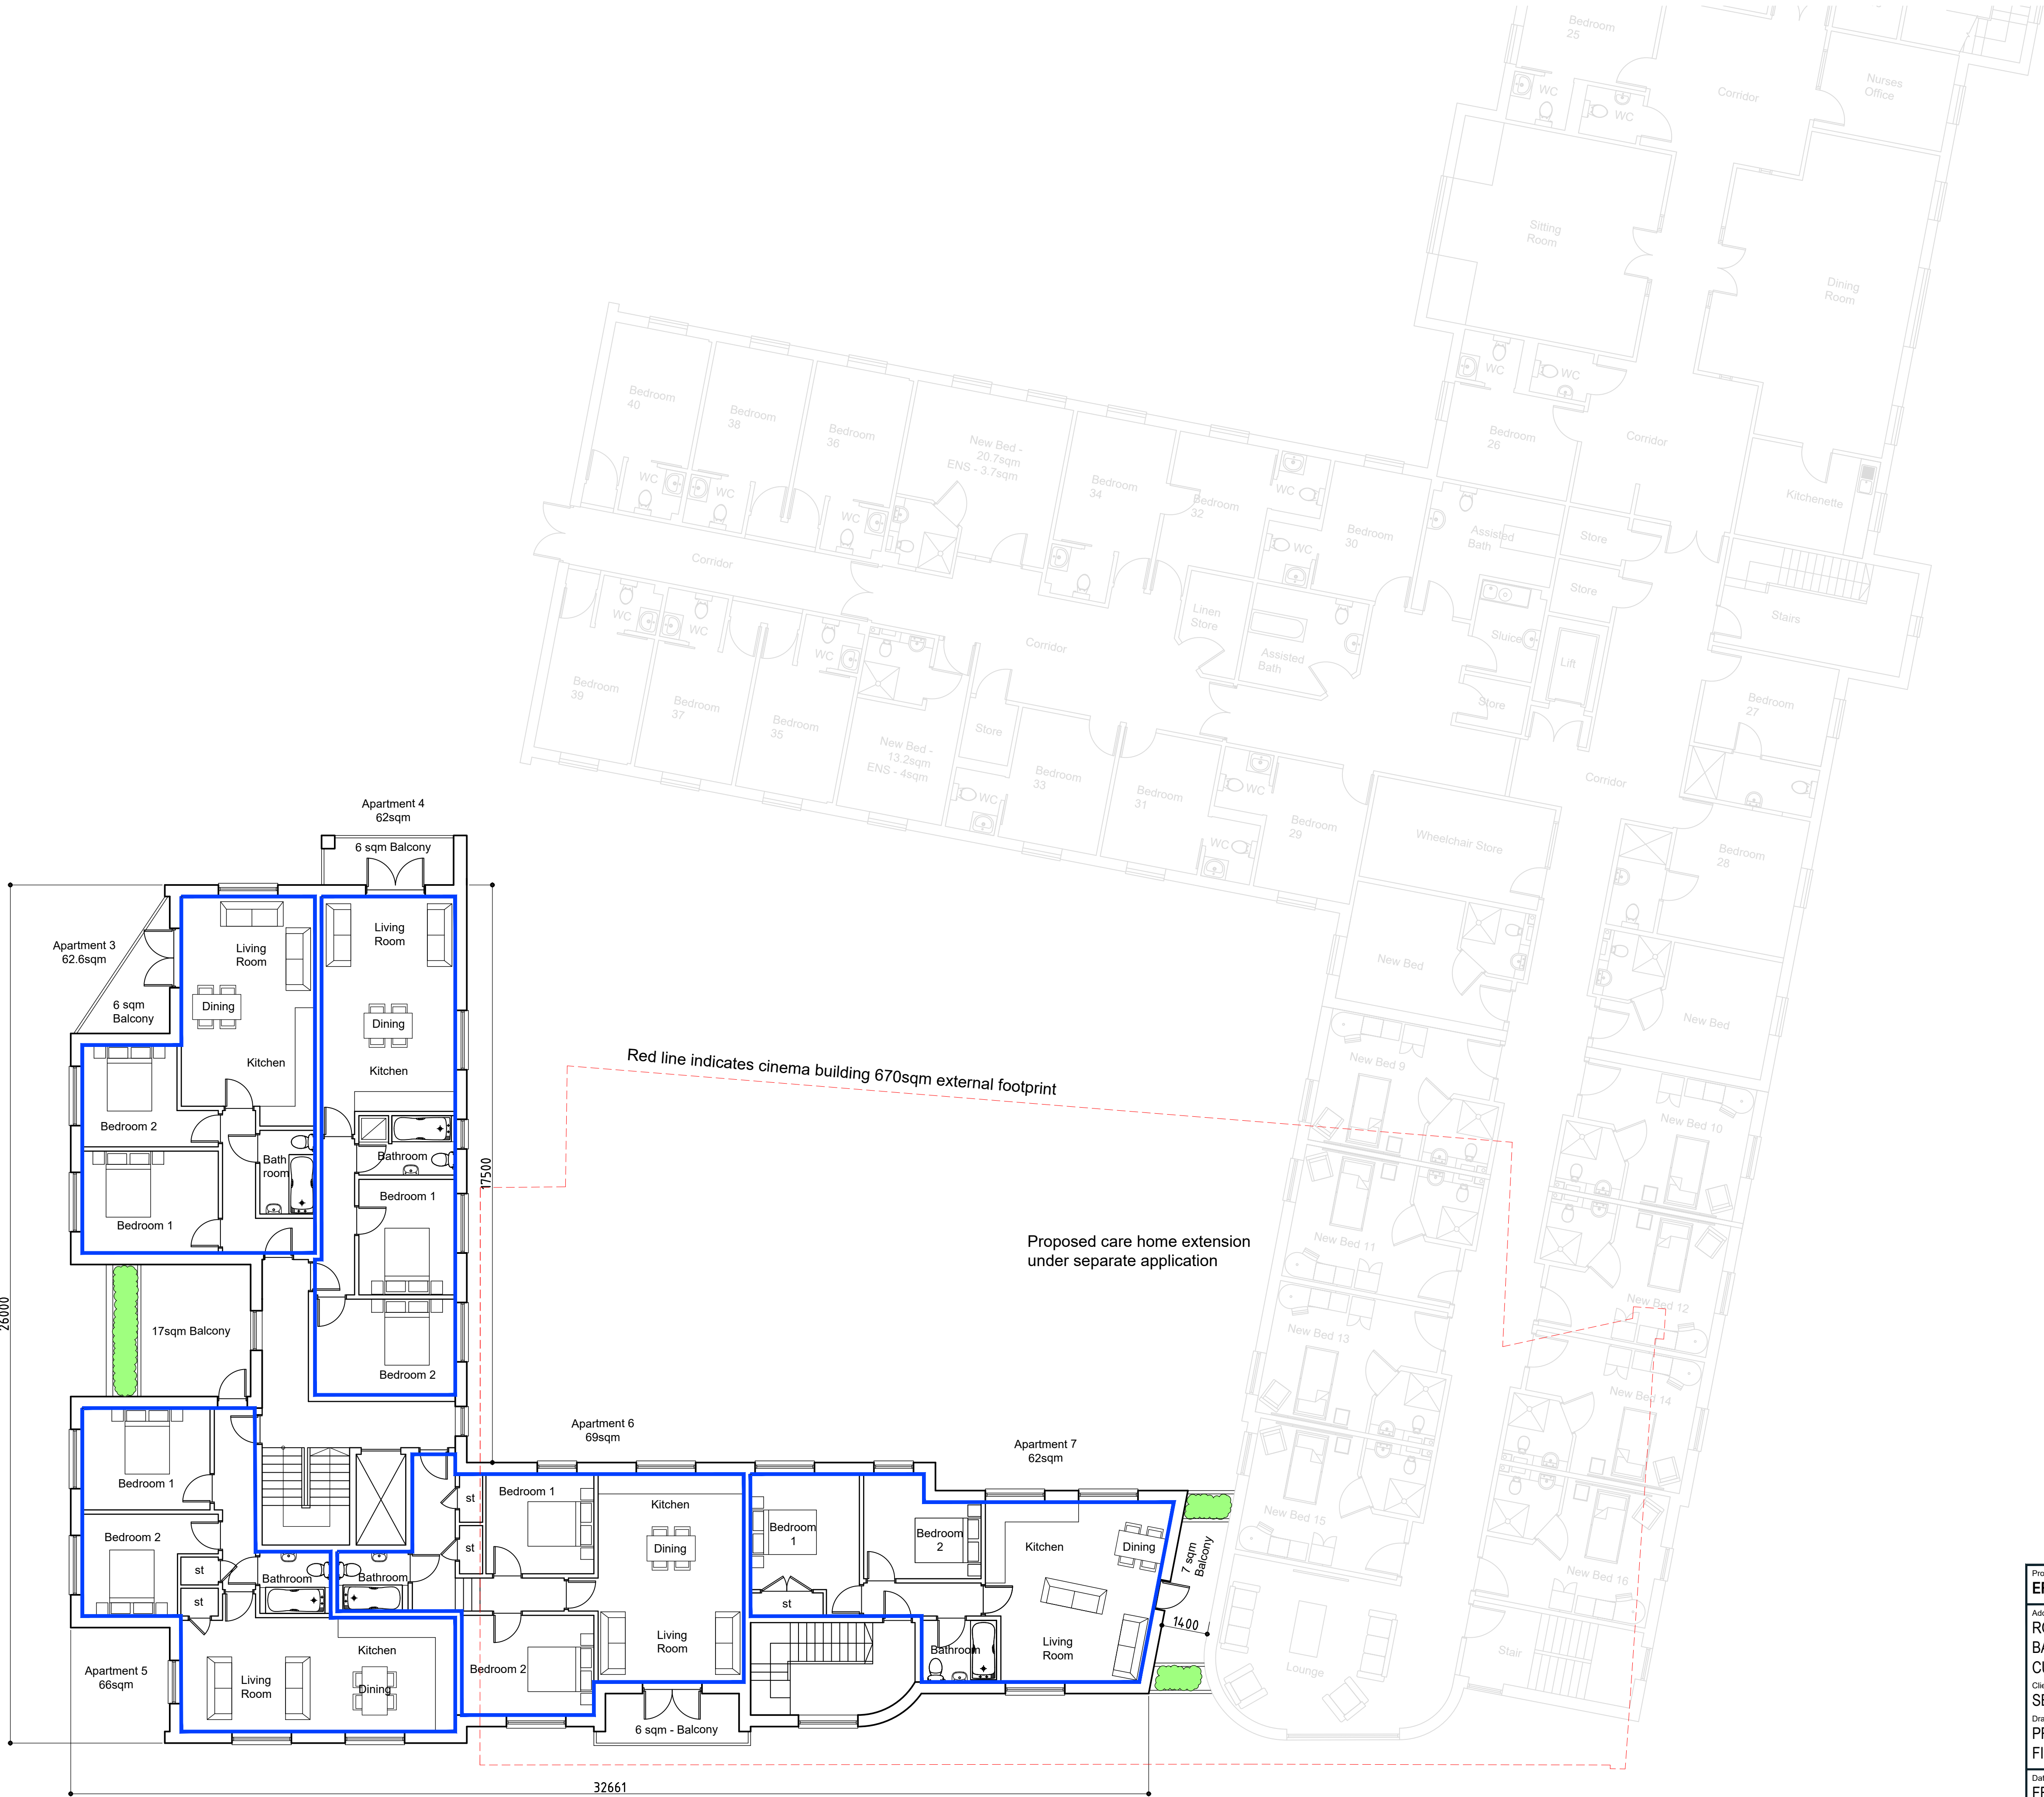 Bedroom
25
WC
WC
Corridor
Nurses
Office
Sitting
Room
Dining
Room
WC
WC
Bedroom
26
Corridor
Kitchenette
Bedroom
40
Bedroom
38
Bedroom
36
New Bed -
20.7sqm
ENS - 3.7sqm
Bedroom
34
Bedroom
32
WC
WC
Bedroom
30
Assisted
Bath
Store
Store
Stairs
WC
WC
WC
Corridor
Linen
Store
Sluice
Lift
Assisted
Bath
Corridor
WC
WC
WC
Bedroom
39
Bedroom
37
Bedroom
35
New Bed -
13.2sqm
ENS - 4sqm
Store
Store
Bedroom
27
Corridor
WC
Bedroom
33
Bedroom
31
WC
WC
Bedroom
29
Wheelchair Store
Bedroom
28
New Bed
New Bed
New Bed 9
New Bed 10
New Bed 11
New Bed 12
New Bed 13
New Bed 14
New Bed 15
New Bed 16
Lounge
Stair
Apartment 4
62sqm
6 sqm Balcony
Living
Room
Dining
Kitchen
Bathroom
Bedroom 1
Bedroom 2
Apartment 3
62.6sqm
6 sqm
Balcony
Living
Room
Dining
Kitchen
Bedroom 2
Bath
room
Bedroom 1
17500
26000
17sqm Balcony
Red line indicates cinema building 670sqm external footprint
Proposed care home extension
under separate application
Bedroom 1
Bedroom 2
st
st
Bathroom
Kitchen
Living
Room
Dining
Apartment 5
66sqm
Apartment 6
69sqm
st
st
Bedroom 1
Kitchen
Dining
Bathroom
Bedroom 2
Living
Room
6 sqm - Balcony
Apartment 7
62sqm
Bedroom
1
Bedroom
2
Kitchen
Dining
st
Bathroom
Living
Room
7 sqm
Balcony
1400
32661